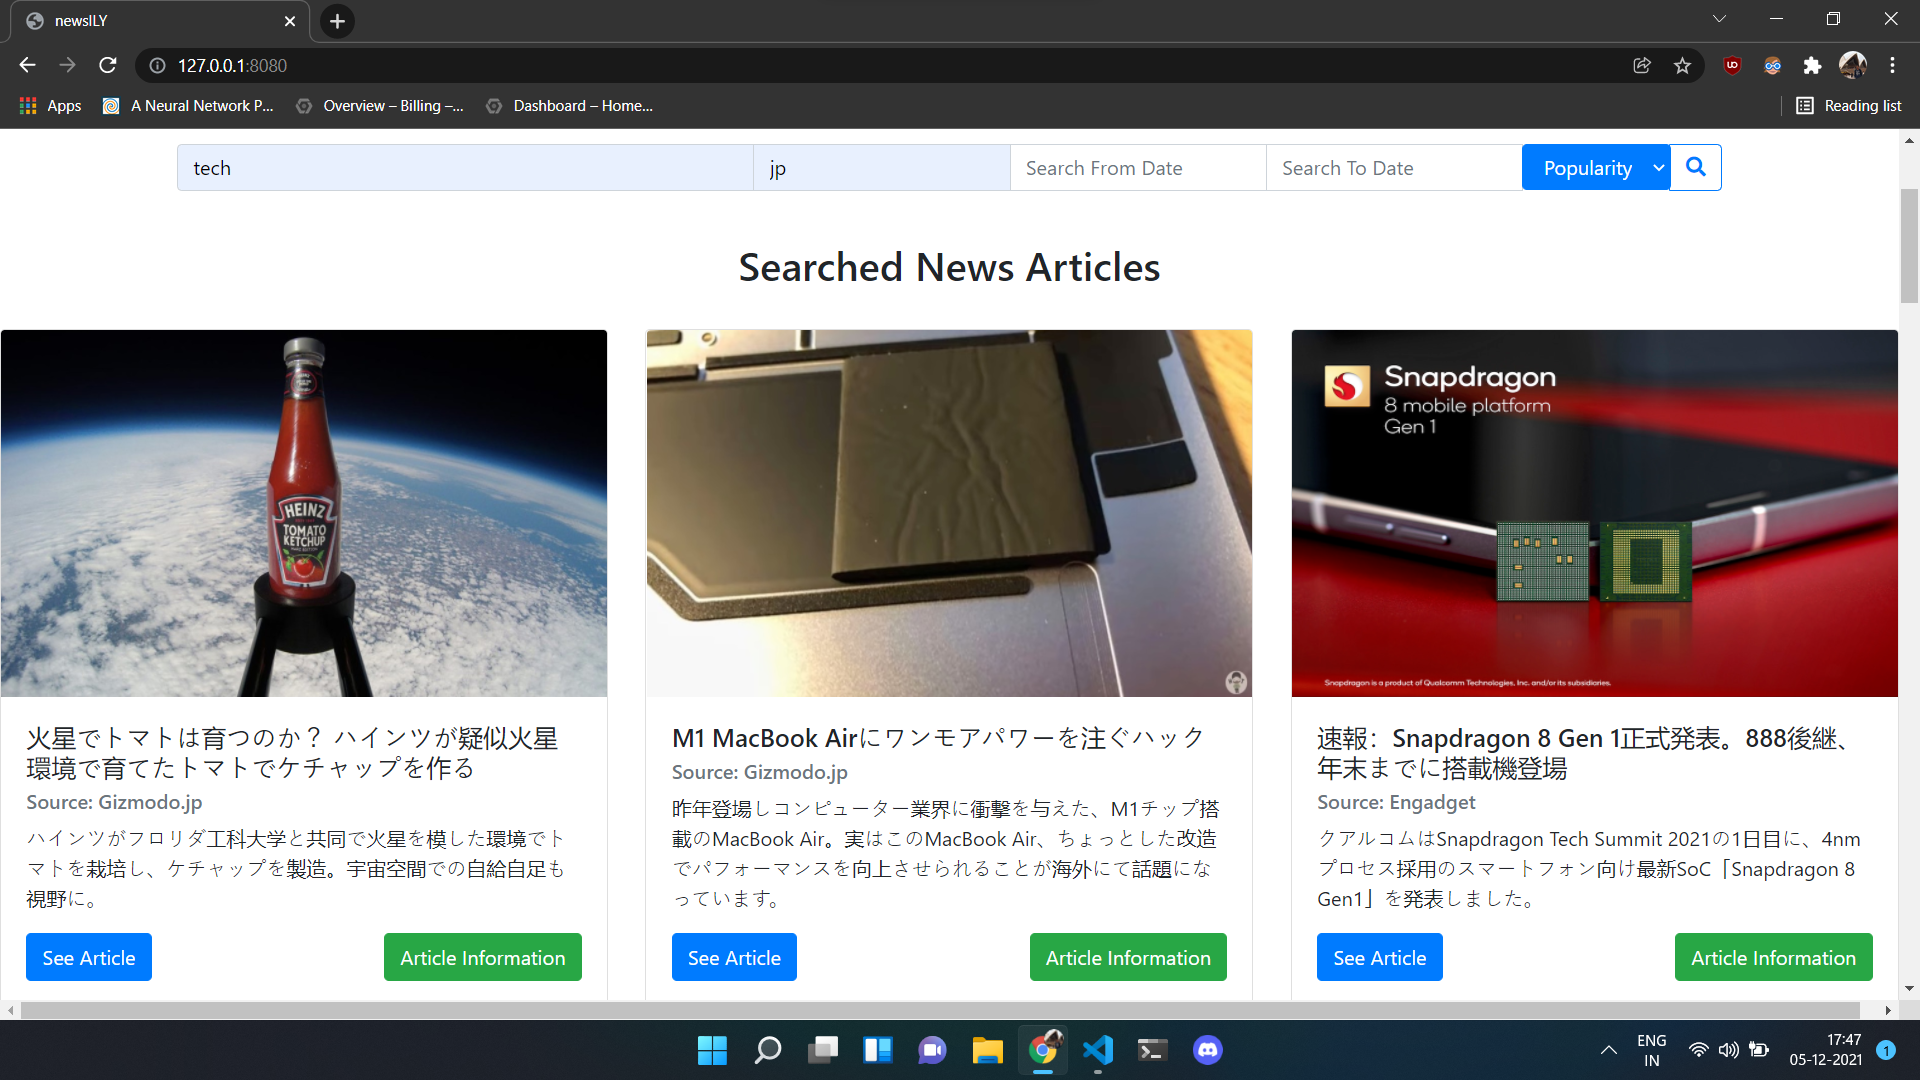 newsILY
127.0.0.1:8080
Apps
A Neural Network P...
Overview – Billing –...
Dashboard – Home...
Reading list
tech
jp
Search From Date
Search To Date
Popularity
Searched News Articles
HEINZ
TOMATO
KETCHUP
火星でトマトは育つのか？ ハインツが疑似火星
環境で育てたトマトでケチャップを作る
Source: Gizmodo.jp
ハインツがフロリダ工科大学と共同で火星を模した環境でト
マトを栽培し、ケチャップを製造。宇宙空間での自給自足も
視野に。
See Article
Article Information
M1 MacBook Airにワンモアパワーを注ぐハック
Source: Gizmodo.jp
昨年登場しコンピューター業界に衝撃を与えた、M1チップ搭
載のMacBook Air。実はこのMacBook Air、ちょっとした改造
でパフォーマンスを向上させられることが海外にて話題にな
っています。
See Article
Article Information
Snapdragon
8 mobile platform
Gen 1
Snapdragon is a product of Qualcomm Technologies, Inc. and/or its subsidiaries.
速報：Snapdragon 8 Gen 1正式発表。888後継、
年末までに搭載機登場
Source: Engadget
クアルコムはSnapdragon Tech Summit 2021の1日目に、4nm
プロセス採用のスマートフォン向け最新SoC「Snapdragon 8
Gen1」を発表しました。
See Article
Article Information
ENG
IN
17:47
05-12-2021
1